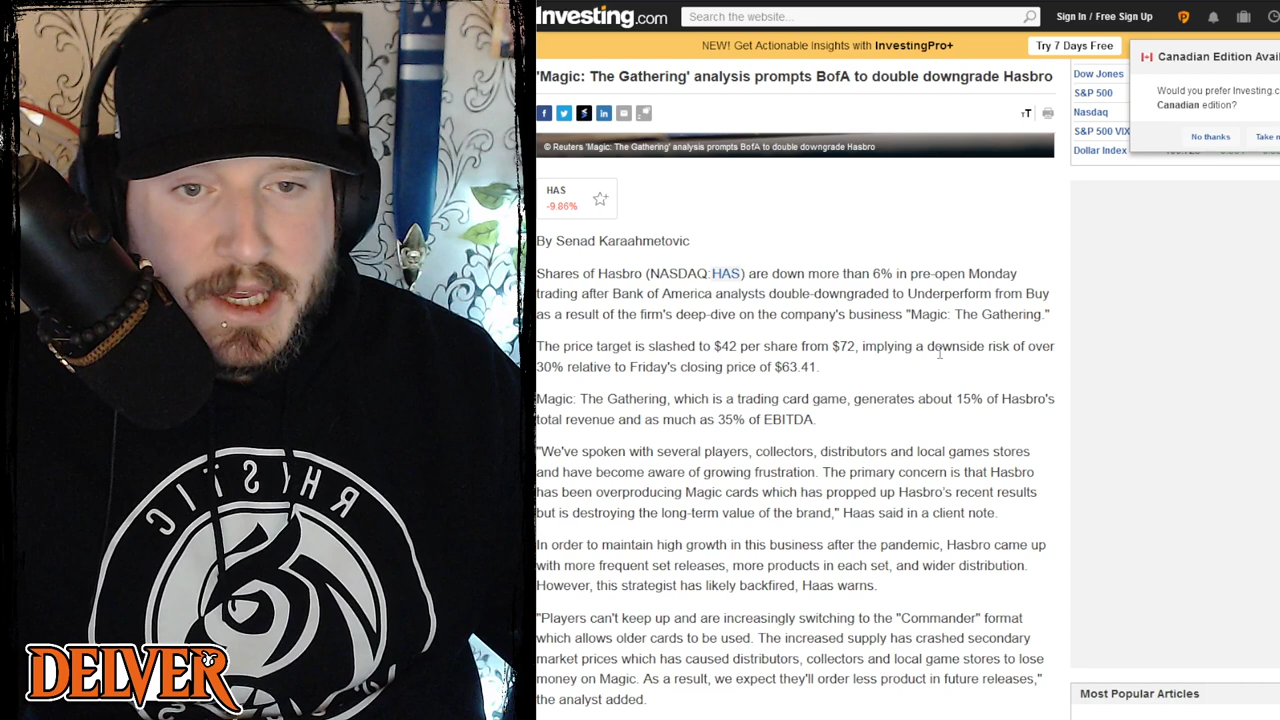 Investing.com
Search the website...
Sign In / Free Sign Up
NEW! Get Actionable Insights with InvestingPro+
Try 7 Days Free
Canadian Edition Avai
Would you prefer Investing.c
Canadian edition?
No thanks
Take m
'Magic: The Gathering' analysis prompts BofA to double downgrade Hasbro
Dow Jones
S&P 500
Nasdaq
S&P 500 VIX
Dollar Index
© Reuters 'Magic: The Gathering' analysis prompts BofA to double downgrade Hasbro
HAS
-9.86%
By Senad Karaahmetovic
Shares of Hasbro (NASDAQ:HAS) are down more than 6% in pre-open Monday
trading after Bank of America analysts double-downgraded to Underperform from Buy
as a result of the firm's deep-dive on the company's business "Magic: The Gathering."
The price target is slashed to $42 per share from $72, implying a downside risk of over
30% relative to Friday's closing price of $63.41.
Magic: The Gathering, which is a trading card game, generates about 15% of Hasbro's
total revenue and as much as 35% of EBITDA.
"We've spoken with several players, collectors, distributors and local games stores
and have become aware of growing frustration. The primary concern is that Hasbro
has been overproducing Magic cards which has propped up Hasbro's recent results
but is destroying the long-term value of the brand," Haas said in a client note.
In order to maintain high growth in this business after the pandemic, Hasbro came up
with more frequent set releases, more products in each set, and wider distribution.
However, this strategist has likely backfired, Haas warns.
"Players can't keep up and are increasingly switching to the "Commander" format
which allows older cards to be used. The increased supply has crashed secondary
market prices which has caused distributors, collectors and local game stores to lose
money on Magic. As a result, we expect they'll order less product in future releases,"
the analyst added.
Most Popular Articles
RHYSTIC
DELVER